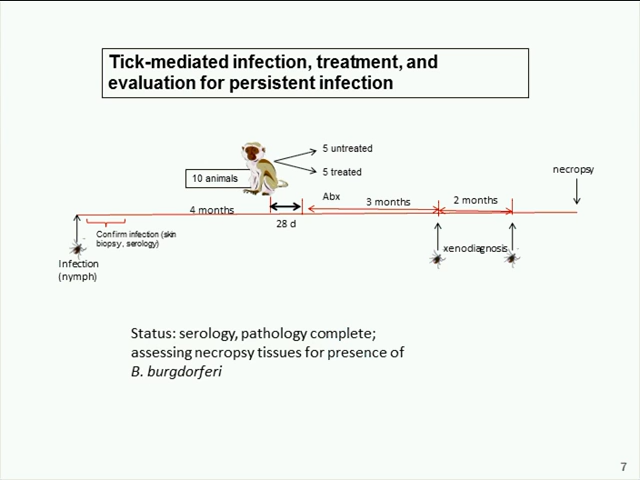 Tick-mediated infection, treatment, and
evaluation for persistent infection
5 untreated
10 animals
5 treated
necropsy
Abx
4 months
3 months
2 months
28 d
Confirm infection (skin
biopsy, serology)
xenodiagnosis
Infection
(nymph)
Status: serology, pathology complete;
assessing necropsy tissues for presence of
B. burgdorferi
7